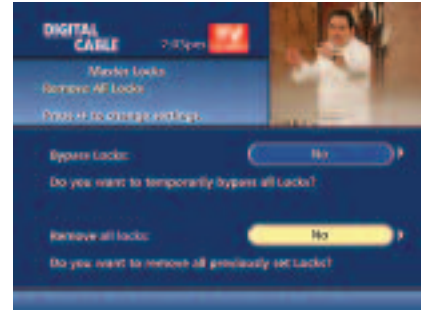 DIGITAL
CABLE 7:05pm TV
Master Locks
Remove All Locks
Press to change settings
Bypass Locks: No
Do you want to temporarily bypass all Locks?
Remove all locks: No
Do you want to remove all previously set Locks?